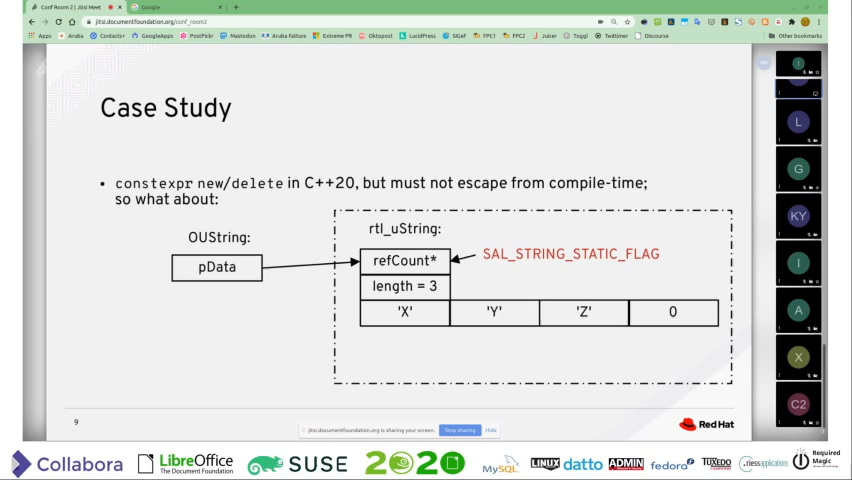 Conf Room 2 | Jitsi Meet
Google
jitsi.documentfoundation.org/conf_room2
Apps
Aruba
Contacts+
GoogleApps
PostPickr
Mastodon
Aruba Fatture
Extreme PR
Oktopost
LucidPress
SIGeF
FPC1
FPC2
Juicer
Toggl
Twittimer
Discourse
Other bookmarks
Case Study
• constexpr new/delete in C++20, but must not escape from compile-time;
so what about:
OUString:
pData
rtl_uString:
refCount*
SAL_STRING_STATIC_FLAG
length = 3
'X' 'Y' 'Z' 0
9
jitsi.documentfoundation.org is sharing your screen.
Stop sharing
Hide
Red Hat
I
L
G
KY
I
A
X
C2
Collabora
LibreOffice
The Document Foundation
SUSE
2020
MySQL
LINUX
datto
ADMIN
fedora
TUXEDO
riess applications
Required
Magic